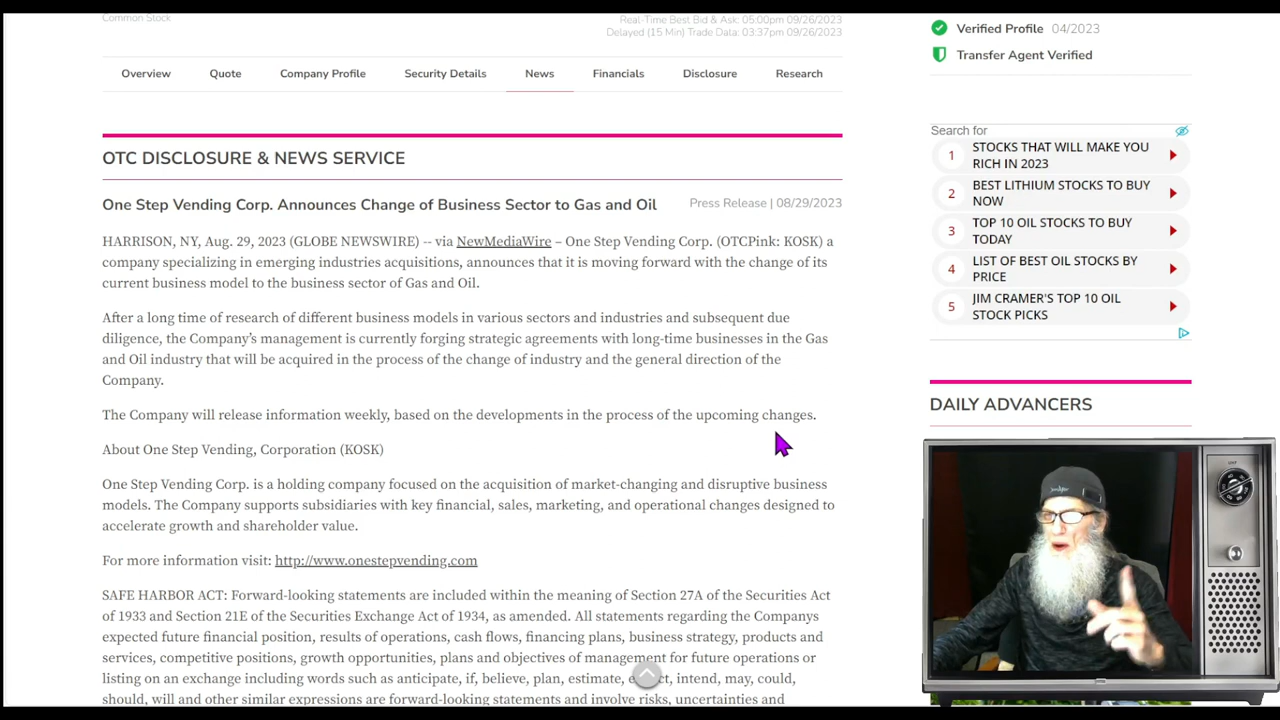 Common Stock
Real-Time Best Bid & Ask: 05:00pm 09/26/2023
Delayed (15 Min) Trade Data: 03:37pm 09/26/2023
Overview Quote Company Profile Security Details News Financials Disclosure Research
OTC DISCLOSURE & NEWS SERVICE
One Step Vending Corp. Announces Change of Business Sector to Gas and Oil
Press Release | 08/29/2023
HARRISON, NY, Aug. 29, 2023 (GLOBE NEWSWIRE) -- via NewMediaWire – One Step Vending Corp. (OTCPink: KOSK) a
company specializing in emerging industries acquisitions, announces that it is moving forward with the change of its
current business model to the business sector of Gas and Oil.
After a long time of research of different business models in various sectors and industries and subsequent due
diligence, the Company's management is currently forging strategic agreements with long-time businesses in the Gas
and Oil industry that will be acquired in the process of the change of industry and the general direction of the
Company.
The Company will release information weekly, based on the developments in the process of the upcoming changes.
About One Step Vending, Corporation (KOSK)
One Step Vending Corp. is a holding company focused on the acquisition of market-changing and disruptive business
models. The Company supports subsidiaries with key financial, sales, marketing, and operational changes designed to
accelerate growth and shareholder value.
For more information visit: http://www.onestepvending.com
SAFE HARBOR ACT: Forward-looking statements are included within the meaning of Section 27A of the Securities Act
of 1933 and Section 21E of the Securities Exchange Act of 1934, as amended. All statements regarding the Companys
expected future financial position, results of operations, cash flows, financing plans, business strategy, products and
services, competitive positions, growth opportunities, plans and objectives of management for future operations or
listing on an exchange including words such as anticipate, if, believe, plan, estimate, intend, may, could,
should, will and other similar expressions are forward-looking statements and involve risks, uncertainties and
Verified Profile 04/2023
Transfer Agent Verified
Search for
1 STOCKS THAT WILL MAKE YOU
RICH IN 2023
2 BEST LITHIUM STOCKS TO BUY
NOW
3 TOP 10 OIL STOCKS TO BUY
TODAY
4 LIST OF BEST OIL STOCKS BY
PRICE
5 JIM CRAMER'S TOP 10 OIL
STOCK PICKS
DAILY ADVANCERS